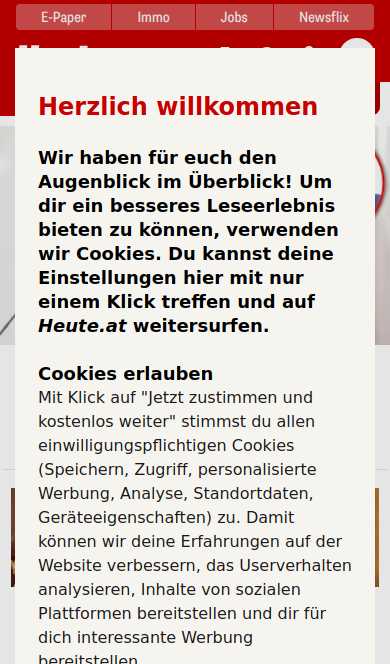 E-Paper Immo Jobs Newsflix
Herzlich willkommen
Wir haben für euch den
Augenblick im Überblick! Um
dir ein besseres Leseerlebnis
bieten zu können, verwenden
wir Cookies. Du kannst deine
Einstellungen hier mit nur
einem Klick treffen und auf
Heute.at weitersurfen.
Cookies erlauben
Mit Klick auf "Jetzt zustimmen und
kostenlos weiter" stimmst du allen
einwilligungspflichtigen Cookies
(Speichern, Zugriff, personalisierte
Werbung, Analyse, Standortdaten,
Geräteeigenschaften) zu. Damit
können wir deine Erfahrungen auf der
Website verbessern, das Userverhalten
analysieren, Inhalte von sozialen
Plattformen bereitstellen und dir für
dich interessante Werbung
bereitstellen